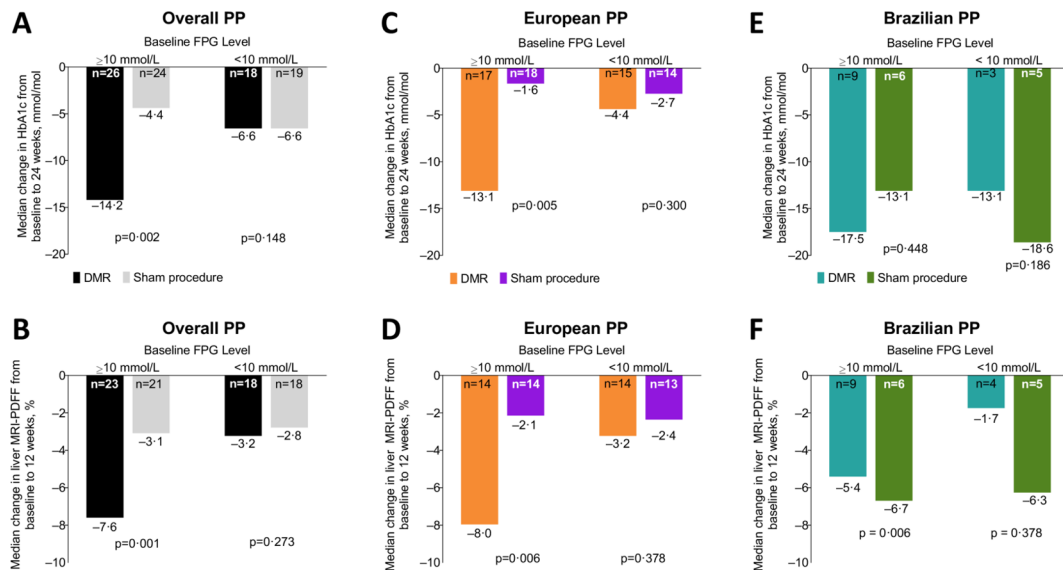 A
Overall PP
Baseline FPG Level
≥10 mmol/L
<10 mmol/L
Median change in HbA1c from
baseline to 24 weeks, mmol/mol
0
–5
–10
–15
–20
n=26
n=24
n=18
n=19
–14·2
–4·4
–6·6
–6·6
p=0·002
p=0·148
DMR
Sham procedure
C
European PP
Baseline FPG Level
≥10 mmol/L
<10 mmol/L
Median change in HbA1c from
baseline to 24 weeks, mmol/mol
0
–5
–10
–15
–20
n=17
n=18
n=15
n=14
–13·1
–1·6
–4·4
–2·7
p=0·005
p=0·300
DMR
Sham procedure
E
Brazilian PP
Baseline FPG Level
≥10 mmol/L
< 10 mmol/L
Median change in HbA1c from
baseline to 24 weeks, mmol/mol
0
–5
–10
–15
–20
n=9
n=6
n=3
n=5
–17·5
–13·1
–13·1
–18·6
p=0·448
p=0·186
DMR
Sham procedure
B
Overall PP
Baseline FPG Level
≥10 mmol/L
<10 mmol/L
Median change in liver MRI-PDFF from
baseline to 12 weeks, %
0
–2
–4
–6
–8
–10
n=23
n=21
n=18
n=18
–7·6
–3·1
–3·2
–2·8
p=0·001
p=0·273
D
European PP
Baseline FPG Level
≥10 mmol/L
<10 mmol/L
Median change in liver MRI-PDFF from
baseline to 12 weeks, %
0
–2
–4
–6
–8
–10
n=14
n=14
n=14
n=13
–8·0
–2·1
–3·2
–2·4
p=0·006
p=0·378
F
Brazilian PP
Baseline FPG Level
≥10 mmol/L
<10 mmol/L
Median change in liver MRI-PDFF from
baseline to 12 weeks, %
0
–2
–4
–6
–8
–10
n=9
n=6
n=4
n=5
–5·4
–6·7
–1·7
–6·3
p = 0·006
p = 0·378